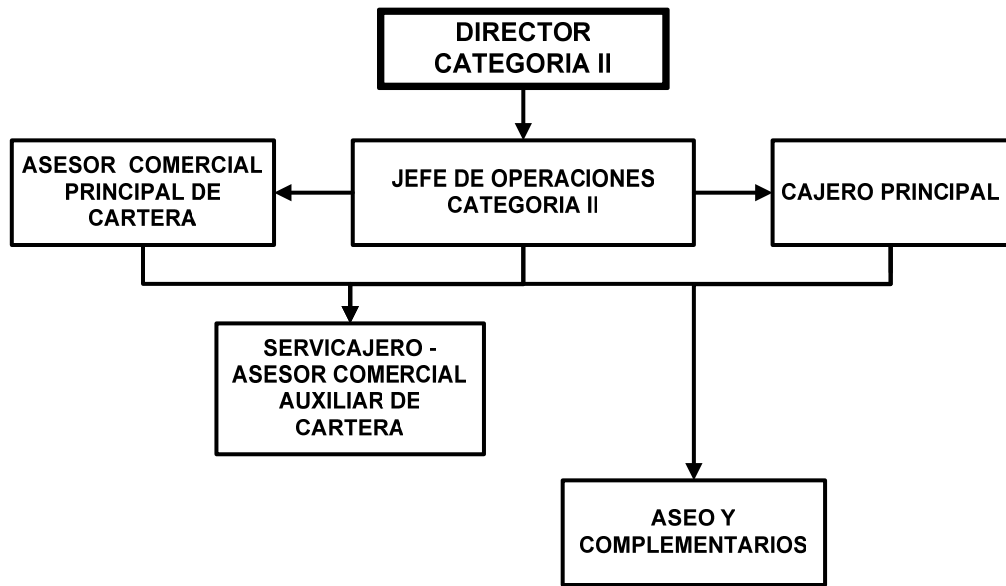 DIRECTOR
CATEGORIA II
ASESOR COMERCIAL
PRINCIPAL DE
CARTERA
JEFE DE OPERACIONES
CATEGORIA II
CAJERO PRINCIPAL
SERVICAJERO -
ASESOR COMERCIAL
AUXILIAR DE
CARTERA
ASEO Y
COMPLEMENTARIOS